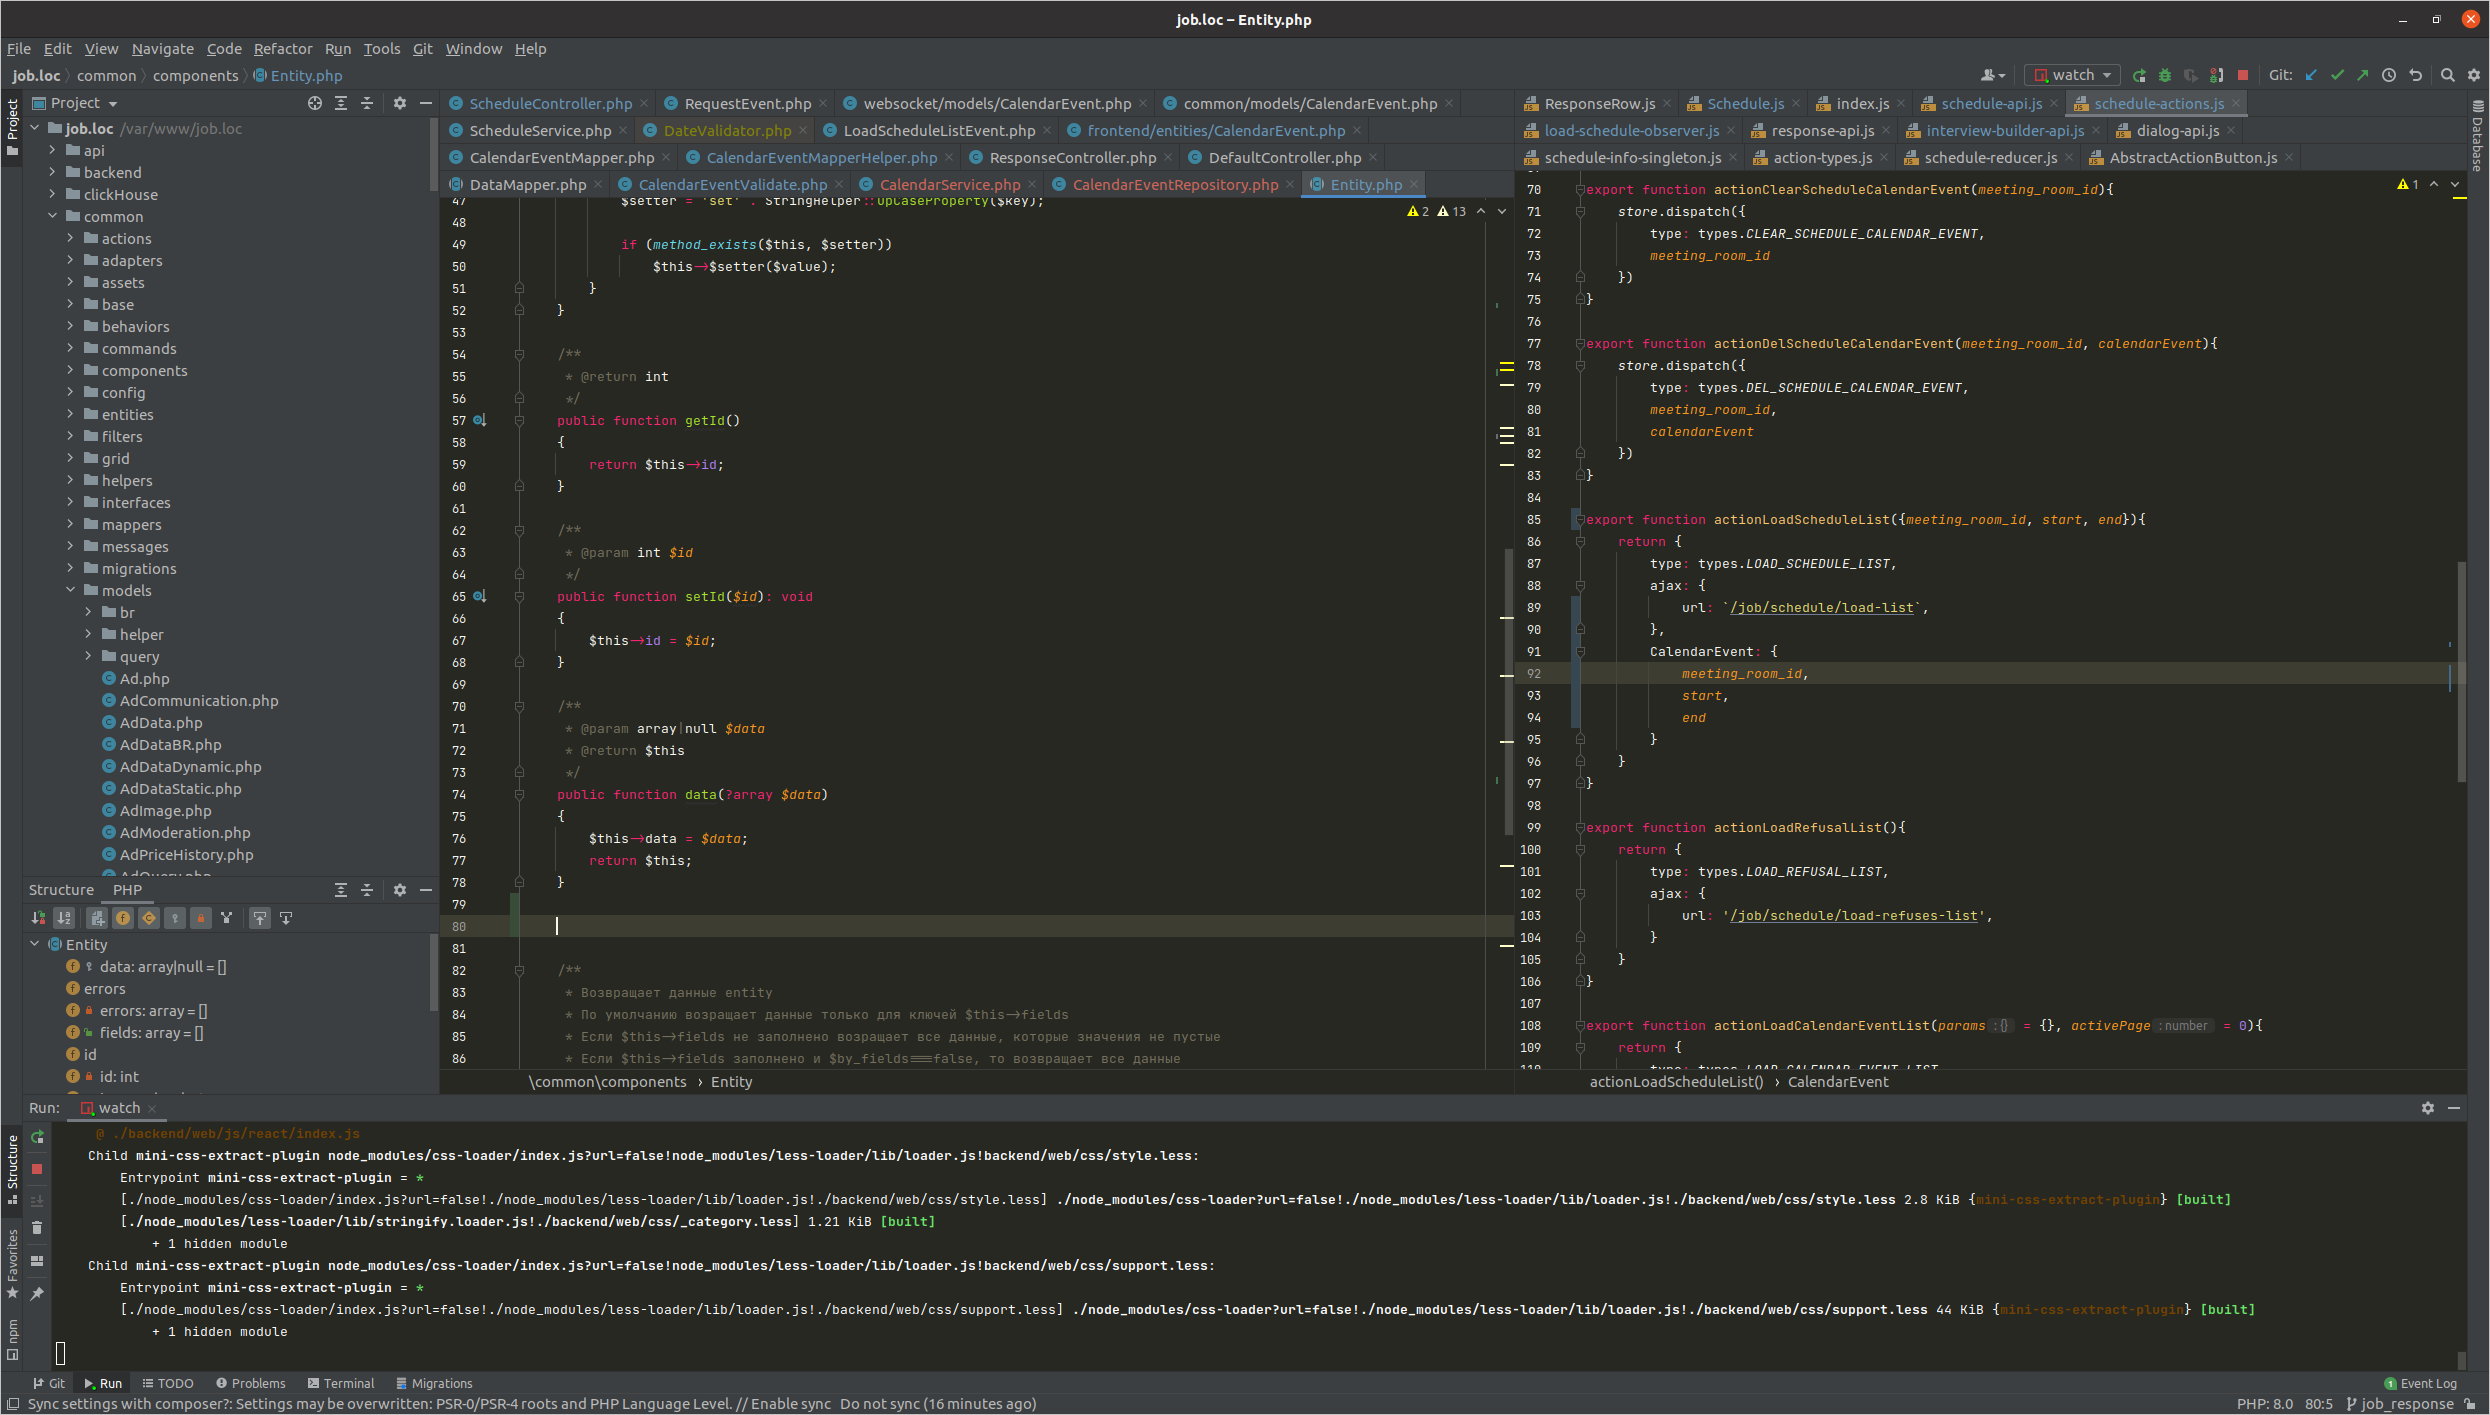 job.loc – Entity.php
File Edit View Navigate Code Refactor Run Tools Git Window Help
job.loc common components Entity.php
watch Git:
Project
Project
job.loc /var/www/job.loc
api
backend
clickHouse
common
actions
adapters
assets
base
behaviors
commands
components
config
entities
filters
grid
helpers
interfaces
mappers
messages
migrations
models
br
helper
query
Ad.php
AdCommunication.php
AdData.php
AdDataBR.php
AdDataDynamic.php
AdDataStatic.php
AdImage.php
AdModeration.php
AdPriceHistory.php
AdQuery.php
Structure PHP
Entity
data: array|null = []
errors
errors: array = []
fields: array = []
id
id: int
ScheduleController.php RequestEvent.php websocket/models/CalendarEvent.php common/models/CalendarEvent.php
ScheduleService.php DateValidator.php LoadScheduleListEvent.php frontend/entities/CalendarEvent.php
CalendarEventMapper.php CalendarEventMapperHelper.php ResponseController.php DefaultController.php
DataMapper.php CalendarEventValidate.php CalendarService.php CalendarEventRepository.php Entity.php
2 13
47 $setter = 'set' . StringHelper::upCaseProperty($key);
48
49 if (method_exists($this, $setter))
50 $this->$setter($value);
51 }
52 }
53
54 /**
55 * @return int
56 */
57 public function getId()
58 {
59 return $this->id;
60 }
61
62 /**
63 * @param int $id
64 */
65 public function setId($id): void
66 {
67 $this->id = $id;
68 }
69
70 /**
71 * @param array|null $data
72 * @return $this
73 */
74 public function data(?array $data)
75 {
76 $this->data = $data;
77 return $this;
78 }
79
80
81
82 /**
83 * Возвращает данные entity
84 * По умолчанию возращает данные только для ключей $this->fields
85 * Если $this->fields не заполнено возращает все данные, которые значения не пустые
86 * Если $this->fields заполнено и $by_fields===false, то возвращает все данные
\common\components › Entity
ResponseRow.js Schedule.js index.js schedule-api.js schedule-actions.js
load-schedule-observer.js response-api.js interview-builder-api.js dialog-api.js
schedule-info-singleton.js action-types.js schedule-reducer.js AbstractActionButton.js
1
70 export function actionClearScheduleCalendarEvent(meeting_room_id){
71 store.dispatch({
72 type: types.CLEAR_SCHEDULE_CALENDAR_EVENT,
73 meeting_room_id
74 })
75 }
76
77 export function actionDelScheduleCalendarEvent(meeting_room_id, calendarEvent){
78 store.dispatch({
79 type: types.DEL_SCHEDULE_CALENDAR_EVENT,
80 meeting_room_id,
81 calendarEvent
82 })
83 }
84
85 export function actionLoadScheduleList({meeting_room_id, start, end}){
86 return {
87 type: types.LOAD_SCHEDULE_LIST,
88 ajax: {
89 url: `/job/schedule/load-list`,
90 },
91 CalendarEvent: {
92 meeting_room_id,
93 start,
94 end
95 }
96 }
97 }
98
99 export function actionLoadRefusalList(){
100 return {
101 type: types.LOAD_REFUSAL_LIST,
102 ajax: {
103 url: '/job/schedule/load-refuses-list',
104 }
105 }
106 }
107
108 export function actionLoadCalendarEventList(params :{} = {}, activePage :number = 0){
109 return {
110 type: types.LOAD_CALENDAR_EVENT_LIST,
actionLoadScheduleList() › CalendarEvent
Database
Run: watch
Structure
Favorites
npm
@ ./backend/web/js/react/index.js
Child mini-css-extract-plugin node_modules/css-loader/index.js?url=false!node_modules/less-loader/lib/loader.js!backend/web/css/style.less:
Entrypoint mini-css-extract-plugin = *
[./node_modules/css-loader/index.js?url=false!./node_modules/less-loader/lib/loader.js!./backend/web/css/style.less] ./node_modules/css-loader?url=false!./node_modules/less-loader/lib/loader.js!./backend/web/css/style.less 2.8 KiB {mini-css-extract-plugin} [built]
[./node_modules/less-loader/lib/stringify.loader.js!./backend/web/css/_category.less] 1.21 KiB [built]
+ 1 hidden module
Child mini-css-extract-plugin node_modules/css-loader/index.js?url=false!node_modules/less-loader/lib/loader.js!backend/web/css/support.less:
Entrypoint mini-css-extract-plugin = *
[./node_modules/css-loader/index.js?url=false!./node_modules/less-loader/lib/loader.js!./backend/web/css/support.less] ./node_modules/css-loader?url=false!./node_modules/less-loader/lib/loader.js!./backend/web/css/support.less 44 KiB {mini-css-extract-plugin} [built]
+ 1 hidden module
Git Run TODO Problems Terminal Migrations 1 Event Log
Sync settings with composer?: Settings may be overwritten: PSR-0/PSR-4 roots and PHP Language Level. // Enable sync Do not sync (16 minutes ago) PHP: 8.0 80:5 job_response